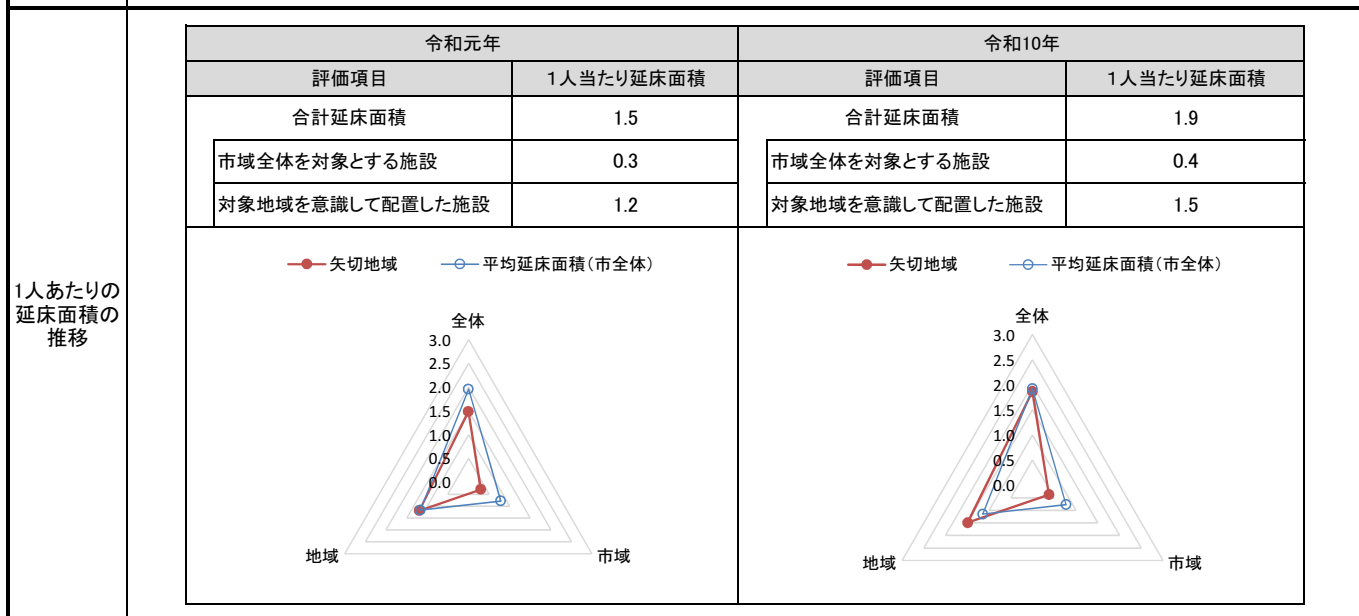 1人あたりの
延床面積の
推移
令和元年
令和10年
評価項目
1人当たり延床面積
評価項目
1人当たり延床面積
合計延床面積
1.5
合計延床面積
1.9
市域全体を対象とする施設
0.3
市域全体を対象とする施設
0.4
対象地域を意識して配置した施設
1.2
対象地域を意識して配置した施設
1.5
矢切地域
平均延床面積(市全体)
全体
3.0
2.5
2.0
1.5
1.0
0.5
0.0
地域
市域
矢切地域
平均延床面積(市全体)
全体
3.0
2.5
2.0
1.5
1.0
0.5
0.0
地域
市域